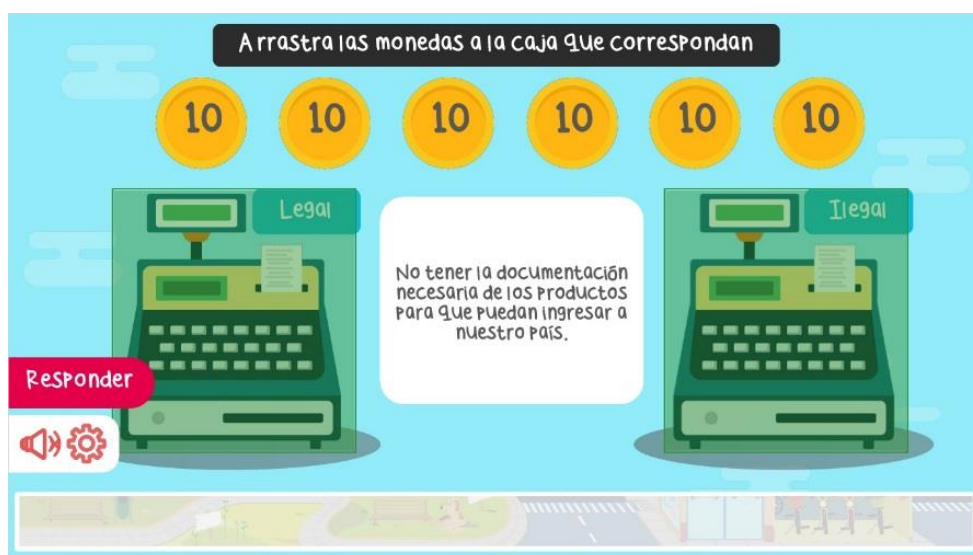 Arrastra las monedas a la caja que correspondan
10 10 10 10 10 10
Legal
Ilegal
No tener la documentación
necesaria de los productos
para que puedan ingresar a
nuestro país.
Responder